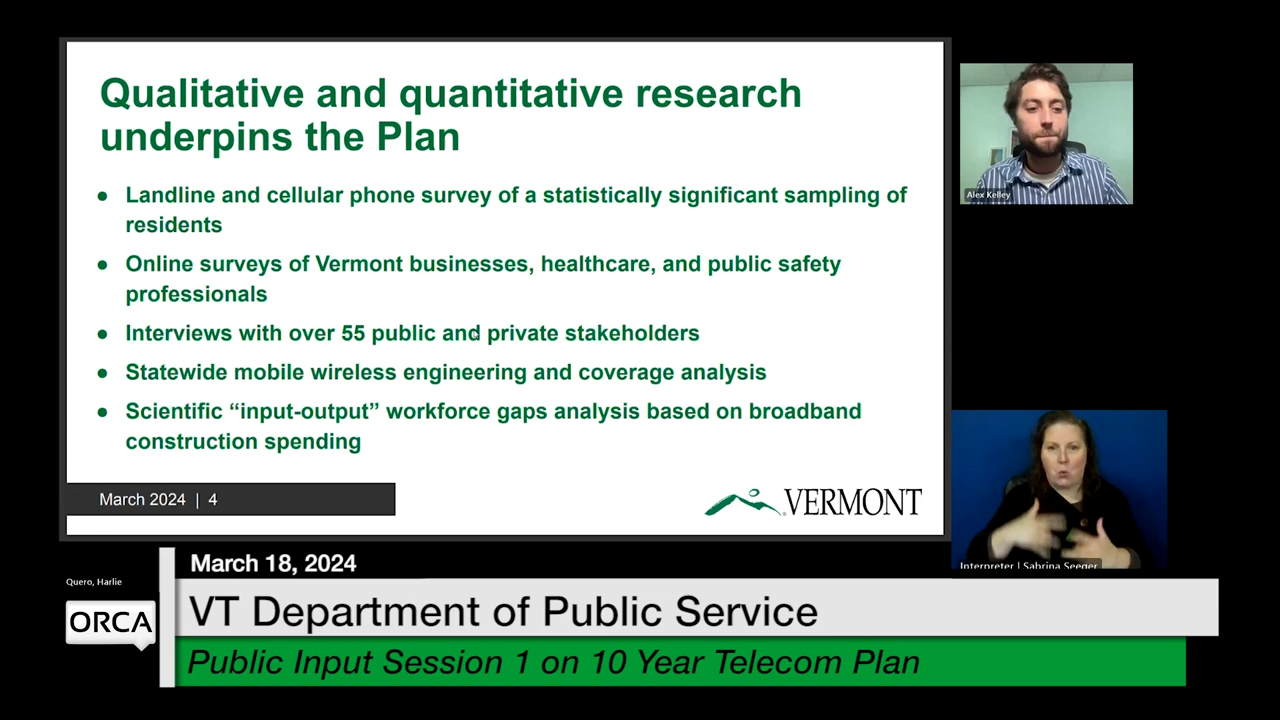 Qualitative and quantitative research
underpins the Plan
● Landline and cellular phone survey of a statistically significant sampling of
residents
● Online surveys of Vermont businesses, healthcare, and public safety
professionals
● Interviews with over 55 public and private stakeholders
● Statewide mobile wireless engineering and coverage analysis
● Scientific “input-output” workforce gaps analysis based on broadband
construction spending
March 2024 | 4
VERMONT
Alex Kelley
Interpreter | Sabrina Seeger
March 18, 2024
Quero, Harlie
ORCA
VT Department of Public Service
Public Input Session 1 on 10 Year Telecom Plan